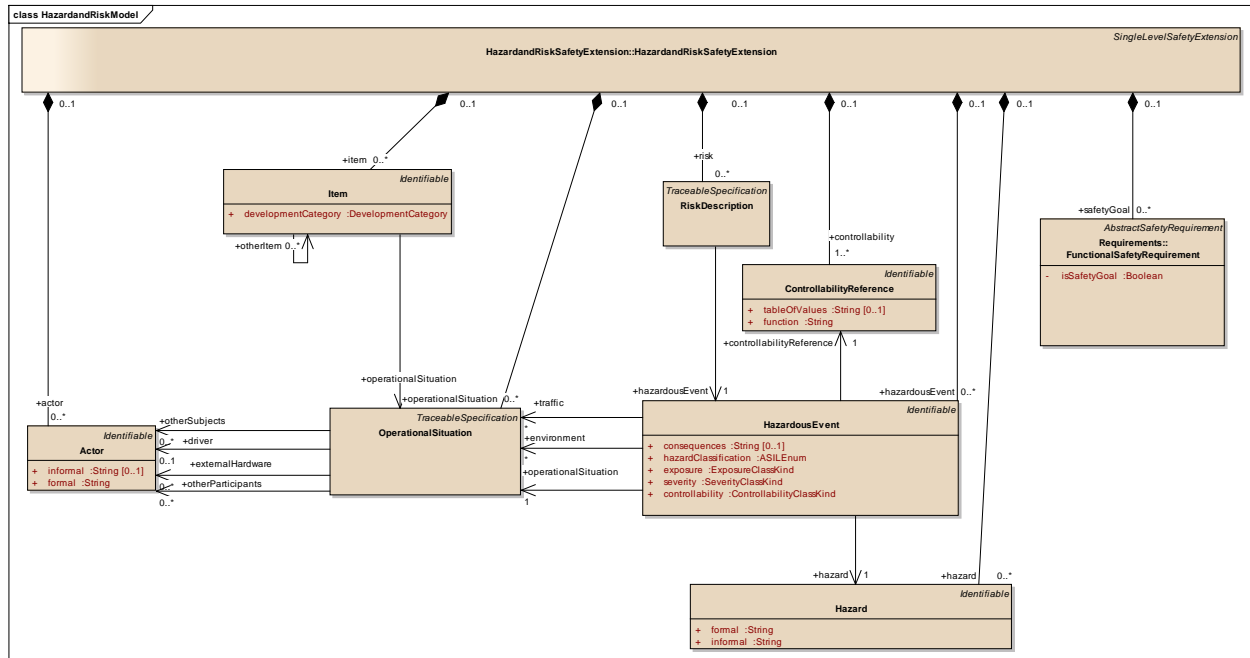 class HazardandRiskModel
SingleLevelSafetyExtension
HazardandRiskSafetyExtension::HazardandRiskSafetyExtension
0..1
0..1
0..1
0..1
0..1
0..1
0..1
0..1
+item 0..*
Identifiable
Item
+ developmentCategory :DevelopmentCategory
+otherItem 0..*
+risk
0..*
TraceableSpecification
RiskDescription
+controllability
1..*
Identifiable
ControllabilityReference
+ tableOfValues :String [0..1]
+ function :String
+safetyGoal 0..*
AbstractSafetyRequirement
Requirements::
FunctionalSafetyRequirement
- isSafetyGoal :Boolean
+controllabilityReference 1
+operationalSituation
+operationalSituation 0..*
+hazardousEvent 1
+hazardousEvent 0..*
+actor
0..*
Identifiable
Actor
+ informal :String [0..1]
+ formal :String
+otherSubjects
0..*
+driver
0..1
+externalHardware
0..*
+otherParticipants
0..*
TraceableSpecification
OperationalSituation
+traffic
*
+environment
*
+operationalSituation
1
Identifiable
HazardousEvent
+ consequences :String [0..1]
+ hazardClassification :ASILEnum
+ exposure :ExposureClassKind
+ severity :SeverityClassKind
+ controllability :ControllabilityClassKind
+hazard 1
+hazard 0..*
Identifiable
Hazard
+ formal :String
+ informal :String